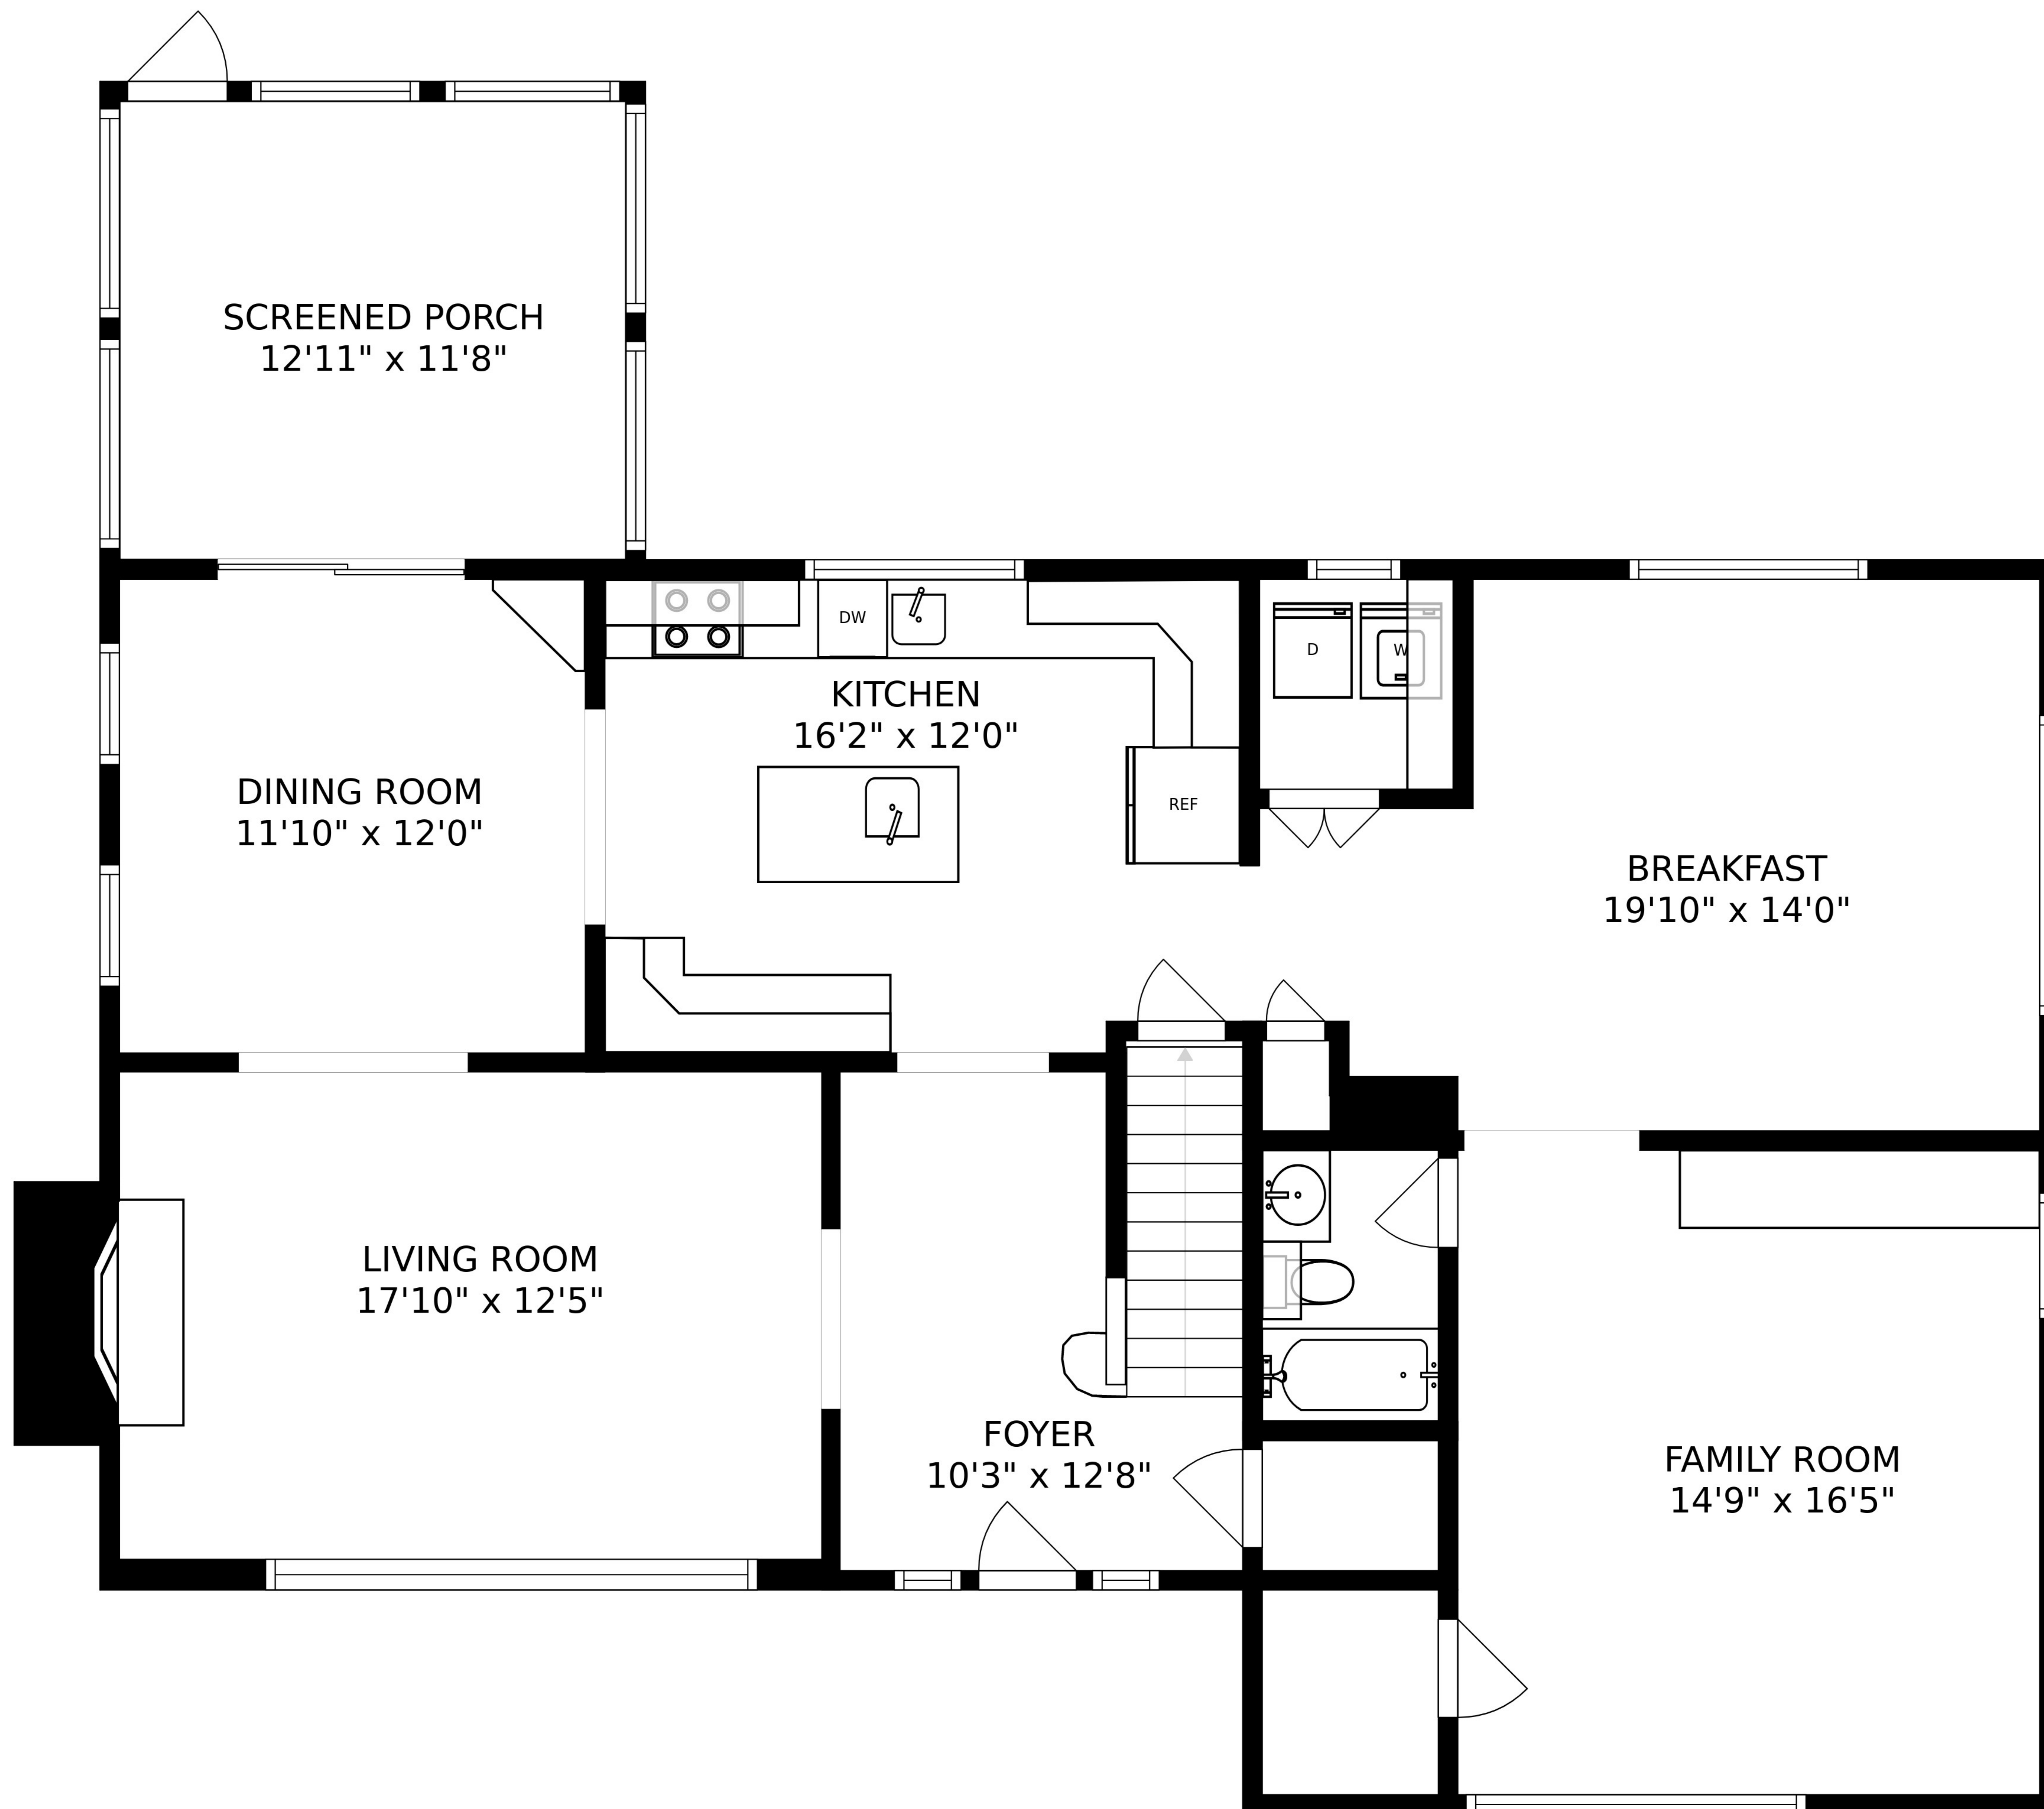 SCREENED PORCH
12'11" x 11'8"
DW
D
W
KITCHEN
16'2" x 12'0"
DINING ROOM
11'10" x 12'0"
REF
BREAKFAST
19'10" x 14'0"
LIVING ROOM
17'10" x 12'5"
FOYER
10'3" x 12'8"
FAMILY ROOM
14'9" x 16'5"